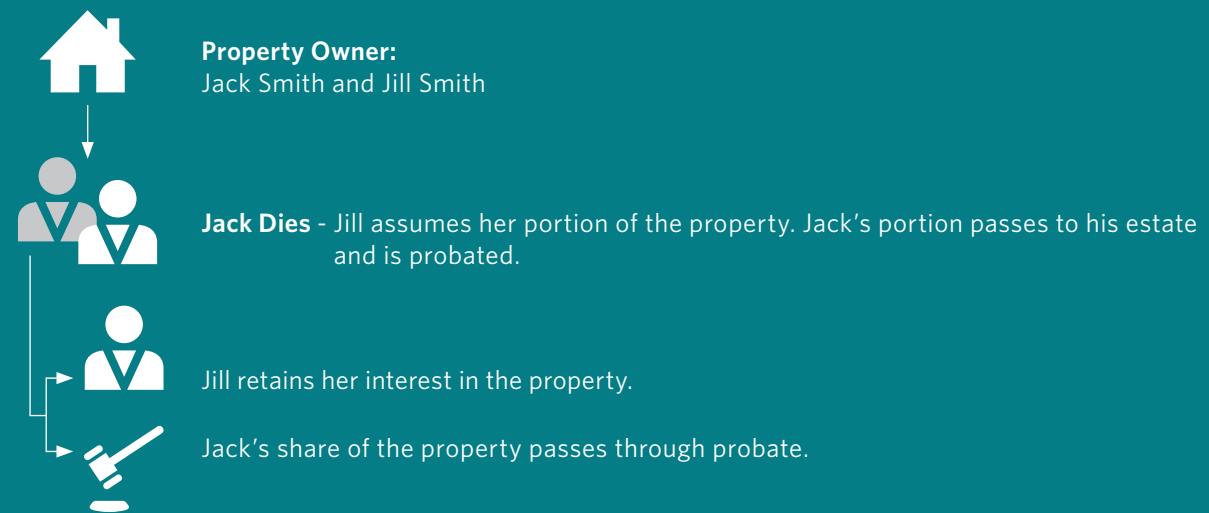 Property Owner:
Jack Smith and Jill Smith
Jack Dies - Jill assumes her portion of the property. Jack’s portion passes to his estate
and is probated.
Jill retains her interest in the property.
Jack’s share of the property passes through probate.